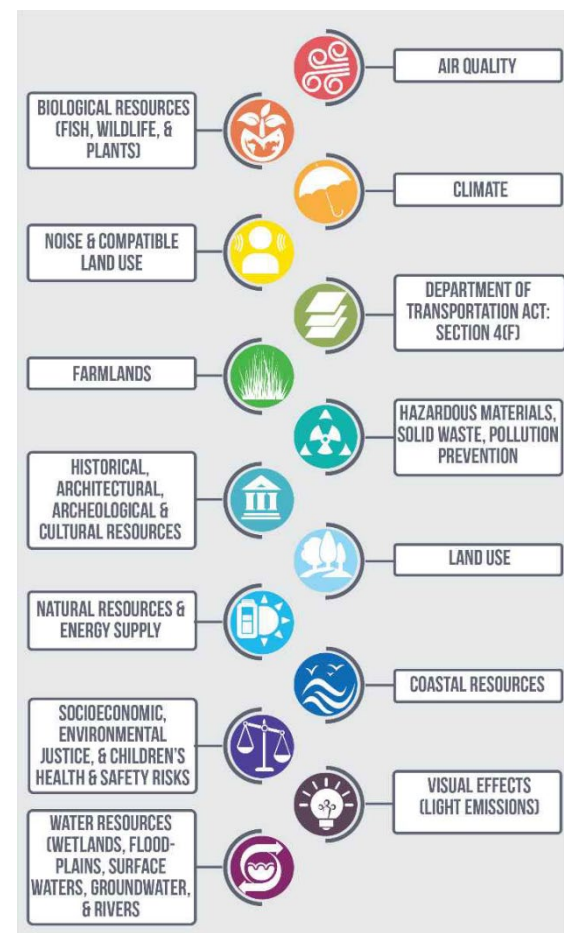 AIR QUALITY
BIOLOGICAL RESOURCES
(FISH, WILDLIFE, &
PLANTS)
CLIMATE
NOISE & COMPATIBLE
LAND USE
DEPARTMENT OF
TRANSPORTATION ACT:
SECTION 4(F)
FARMLANDS
HAZARDOUS MATERIALS,
SOLID WASTE, POLLUTION
PREVENTION
HISTORICAL,
ARCHITECTURAL,
ARCHEOLOGICAL &
CULTURAL RESOURCES
LAND USE
NATURAL RESOURCES &
ENERGY SUPPLY
COASTAL RESOURCES
SOCIOECONOMIC,
ENVIRONMENTAL
JUSTICE, & CHILDREN'S
HEALTH & SAFETY RISKS
VISUAL EFFECTS
(LIGHT EMISSIONS)
WATER RESOURCES
(WETLANDS, FLOOD-
PLAINS, SURFACE
WATERS, GROUNDWATER,
& RIVERS